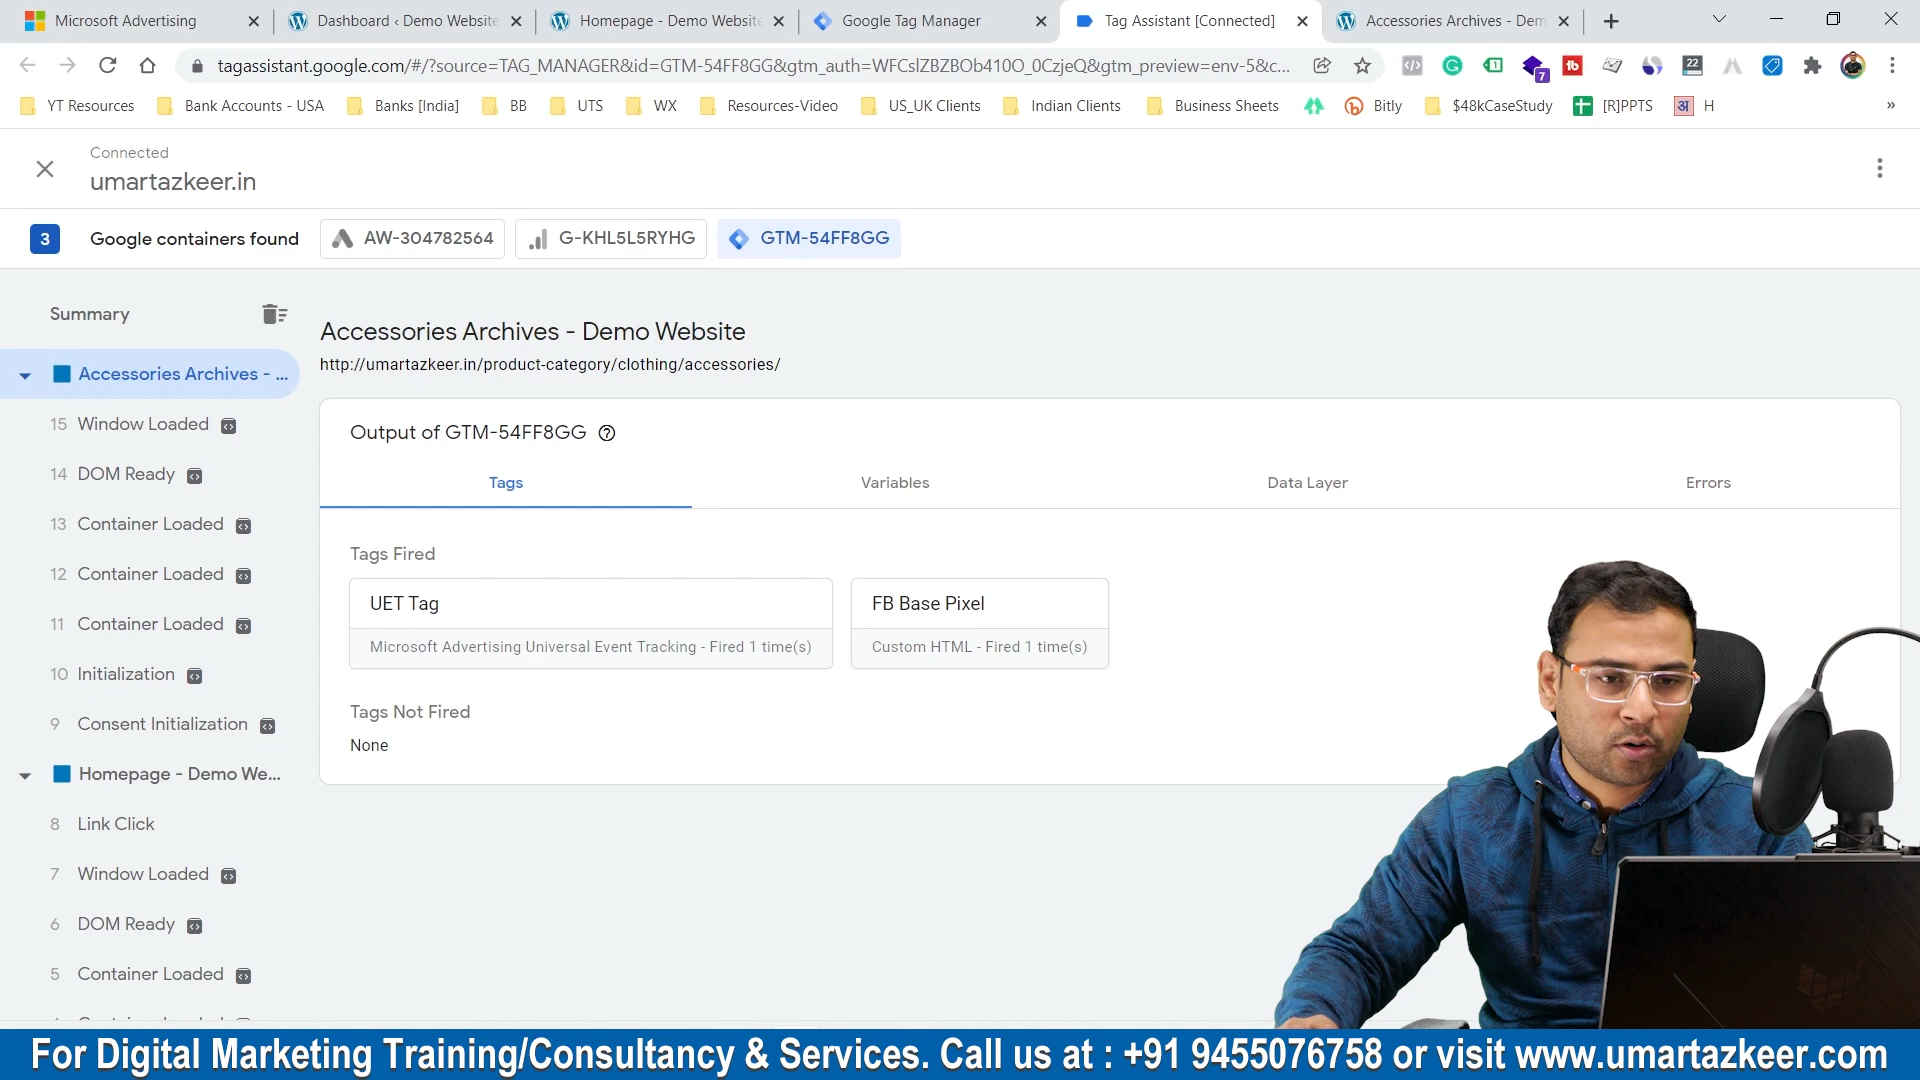 Microsoft Advertising
Dashboard ‹ Demo Website
Homepage - Demo Website
Google Tag Manager
Tag Assistant [Connected]
Accessories Archives - Dem
tagassistant.google.com/#/?source=TAG_MANAGER&id=GTM-54FF8GG&gtm_auth=WFCslZBZBOb410O_0CzjeQ&gtm_preview=env-5&c...
7
22
YT Resources
Bank Accounts - USA
Banks [India]
BB
UTS
WX
Resources-Video
US_UK Clients
Indian Clients
Business Sheets
Bitly
$48kCaseStudy
[R]PPTS
अ
H
»
Connected
umartazkeer.in
3
Google containers found
AW-304782564
G-KHL5L5RYHG
GTM-54FF8GG
Summary
Accessories Archives - ...
15 Window Loaded
14 DOM Ready
13 Container Loaded
12 Container Loaded
11 Container Loaded
10 Initialization
9 Consent Initialization
Homepage - Demo We...
8 Link Click
7 Window Loaded
6 DOM Ready
5 Container Loaded
Accessories Archives - Demo Website
http://umartazkeer.in/product-category/clothing/accessories/
Output of GTM-54FF8GG
Tags
Variables
Data Layer
Errors
Tags Fired
UET Tag
Microsoft Advertising Universal Event Tracking - Fired 1 time(s)
FB Base Pixel
Custom HTML - Fired 1 time(s)
Tags Not Fired
None
For Digital Marketing Training/Consultancy & Services. Call us at : +91 9455076758 or visit www.umartazkeer.com